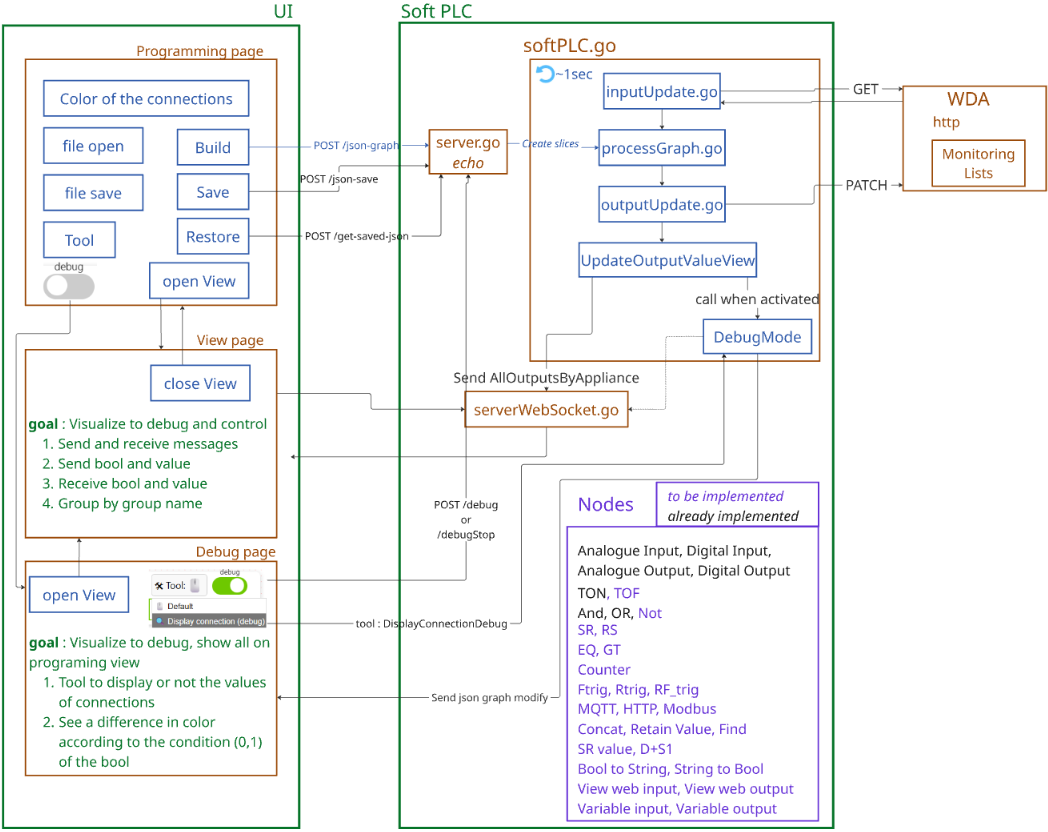 UI
Programming page
Color of the connections
file open
Build
file save
Save
Tool
Restore
debug
open View
View page
close View
goal : Visualize to debug and control
1. Send and receive messages
2. Send bool and value
3. Receive bool and value
4. Group by group name
Debug page
open View
debug
Tool:
Default
Display connection (debug)
goal : Visualize to debug, show all on
programing view
1. Tool to display or not the values
of connections
2. See a difference in color
according to the condition (0,1)
of the bool
POST /json-graph
POST /json-save
POST /get-saved-json
POST /debug
or
/debugStop
tool : DisplayConnectionDebug
Send json graph modify
Soft PLC
server.go
echo
Create slices
softPLC.go
~1sec
inputUpdate.go
processGraph.go
outputUpdate.go
UpdateOutputValueView
call when activated
DebugMode
Send AllOutputsByAppliance
serverWebSocket.go
GET
PATCH
WDA
http
Monitoring
Lists
Nodes
to be implemented
already implemented
Analogue Input, Digital Input,
Analogue Output, Digital Output
TON, TOF
And, OR, Not
SR, RS
EQ, GT
Counter
Ftrig, Rtrig, RF_trig
MQTT, HTTP, Modbus
Concat, Retain Value, Find
SR value, D+S1
Bool to String, String to Bool
View web input, View web output
Variable input, Variable output